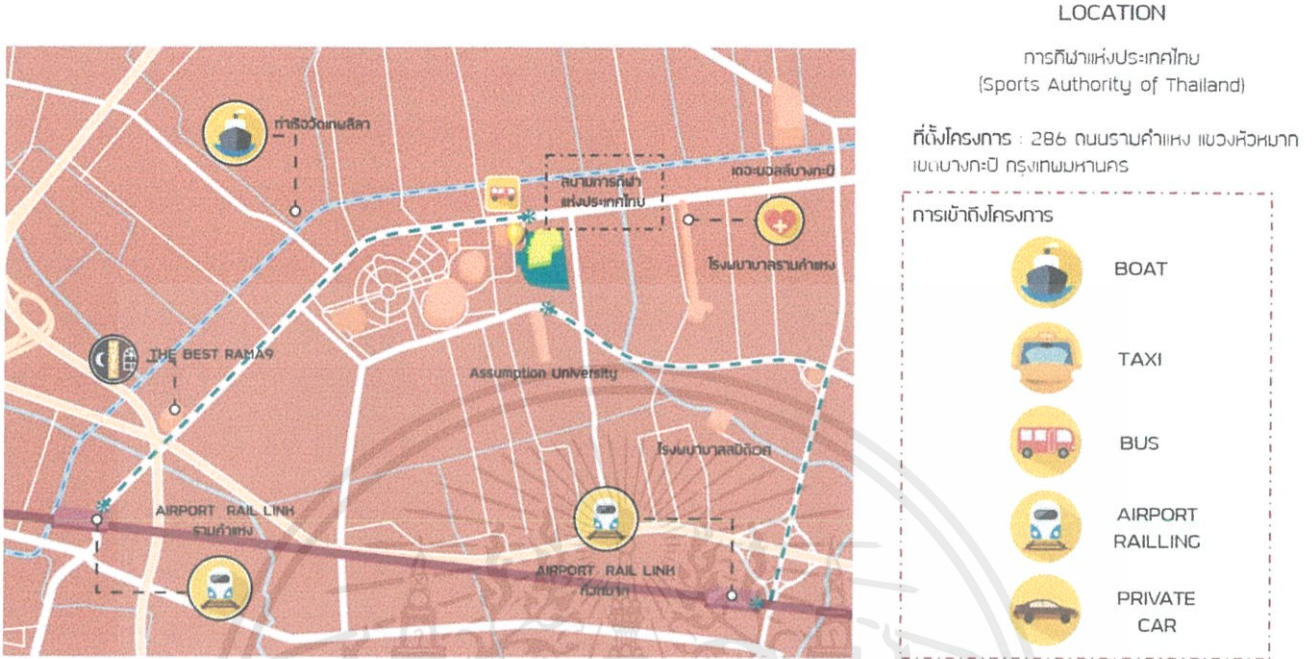 LOCATION
การกีฬาแห่งประเทศไทย
(Sports Authority of Thailand)
ที่ตั้งโครงการ : 286 ถนนรามคำแหง แขวงหัวหมาก
เขตบางกะปิ กรุงเทพมหานคร
การเข้าถึงโครงการ
BOAT
TAXI
BUS
AIRPORT
RAILLING
PRIVATE
CAR
ท่าเรือวัดเทพลีลา
สนามการกีฬา
แห่งประเทศไทย
เดอะมอลล์บางกะปิ
โรงพยาบาลรามคำแหง
THE BEST RAMA9
Assumption University
โรงพยาบาลสมิติเวช
AIRPORT RAIL LINK
รามคำแหง
AIRPORT RAIL LINK
หัวหมาก